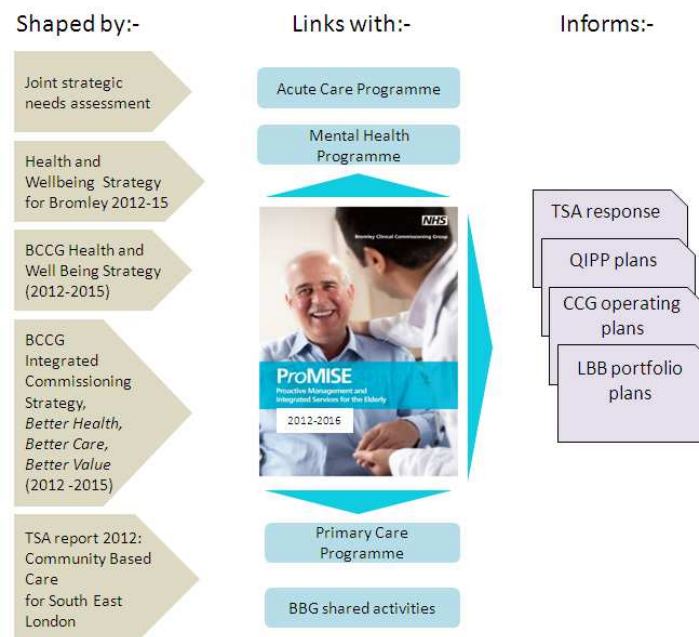 Shaped by:-
Links with:-
Informs:-
Joint strategic
needs assessment
Health and
Wellbeing Strategy
for Bromley 2012-15
BCCG Health and
Well Being Strategy
(2012-2015)
BCCG
Integrated
Commissioning
Strategy,
Better Health,
Better Care,
Better Value
(2012 -2015)
TSA report 2012:
Community Based
Care
for South East
London
Acute Care Programme
Mental Health
Programme
NHS
Bromley Clinical Commissioning Group
ProMISE
Proactive Management and
Integrated Services for the Elderly
2012-2016
Primary Care
Programme
BBG shared activities
TSA response
QIPP plans
CCG operating
plans
LBB portfolio
plans